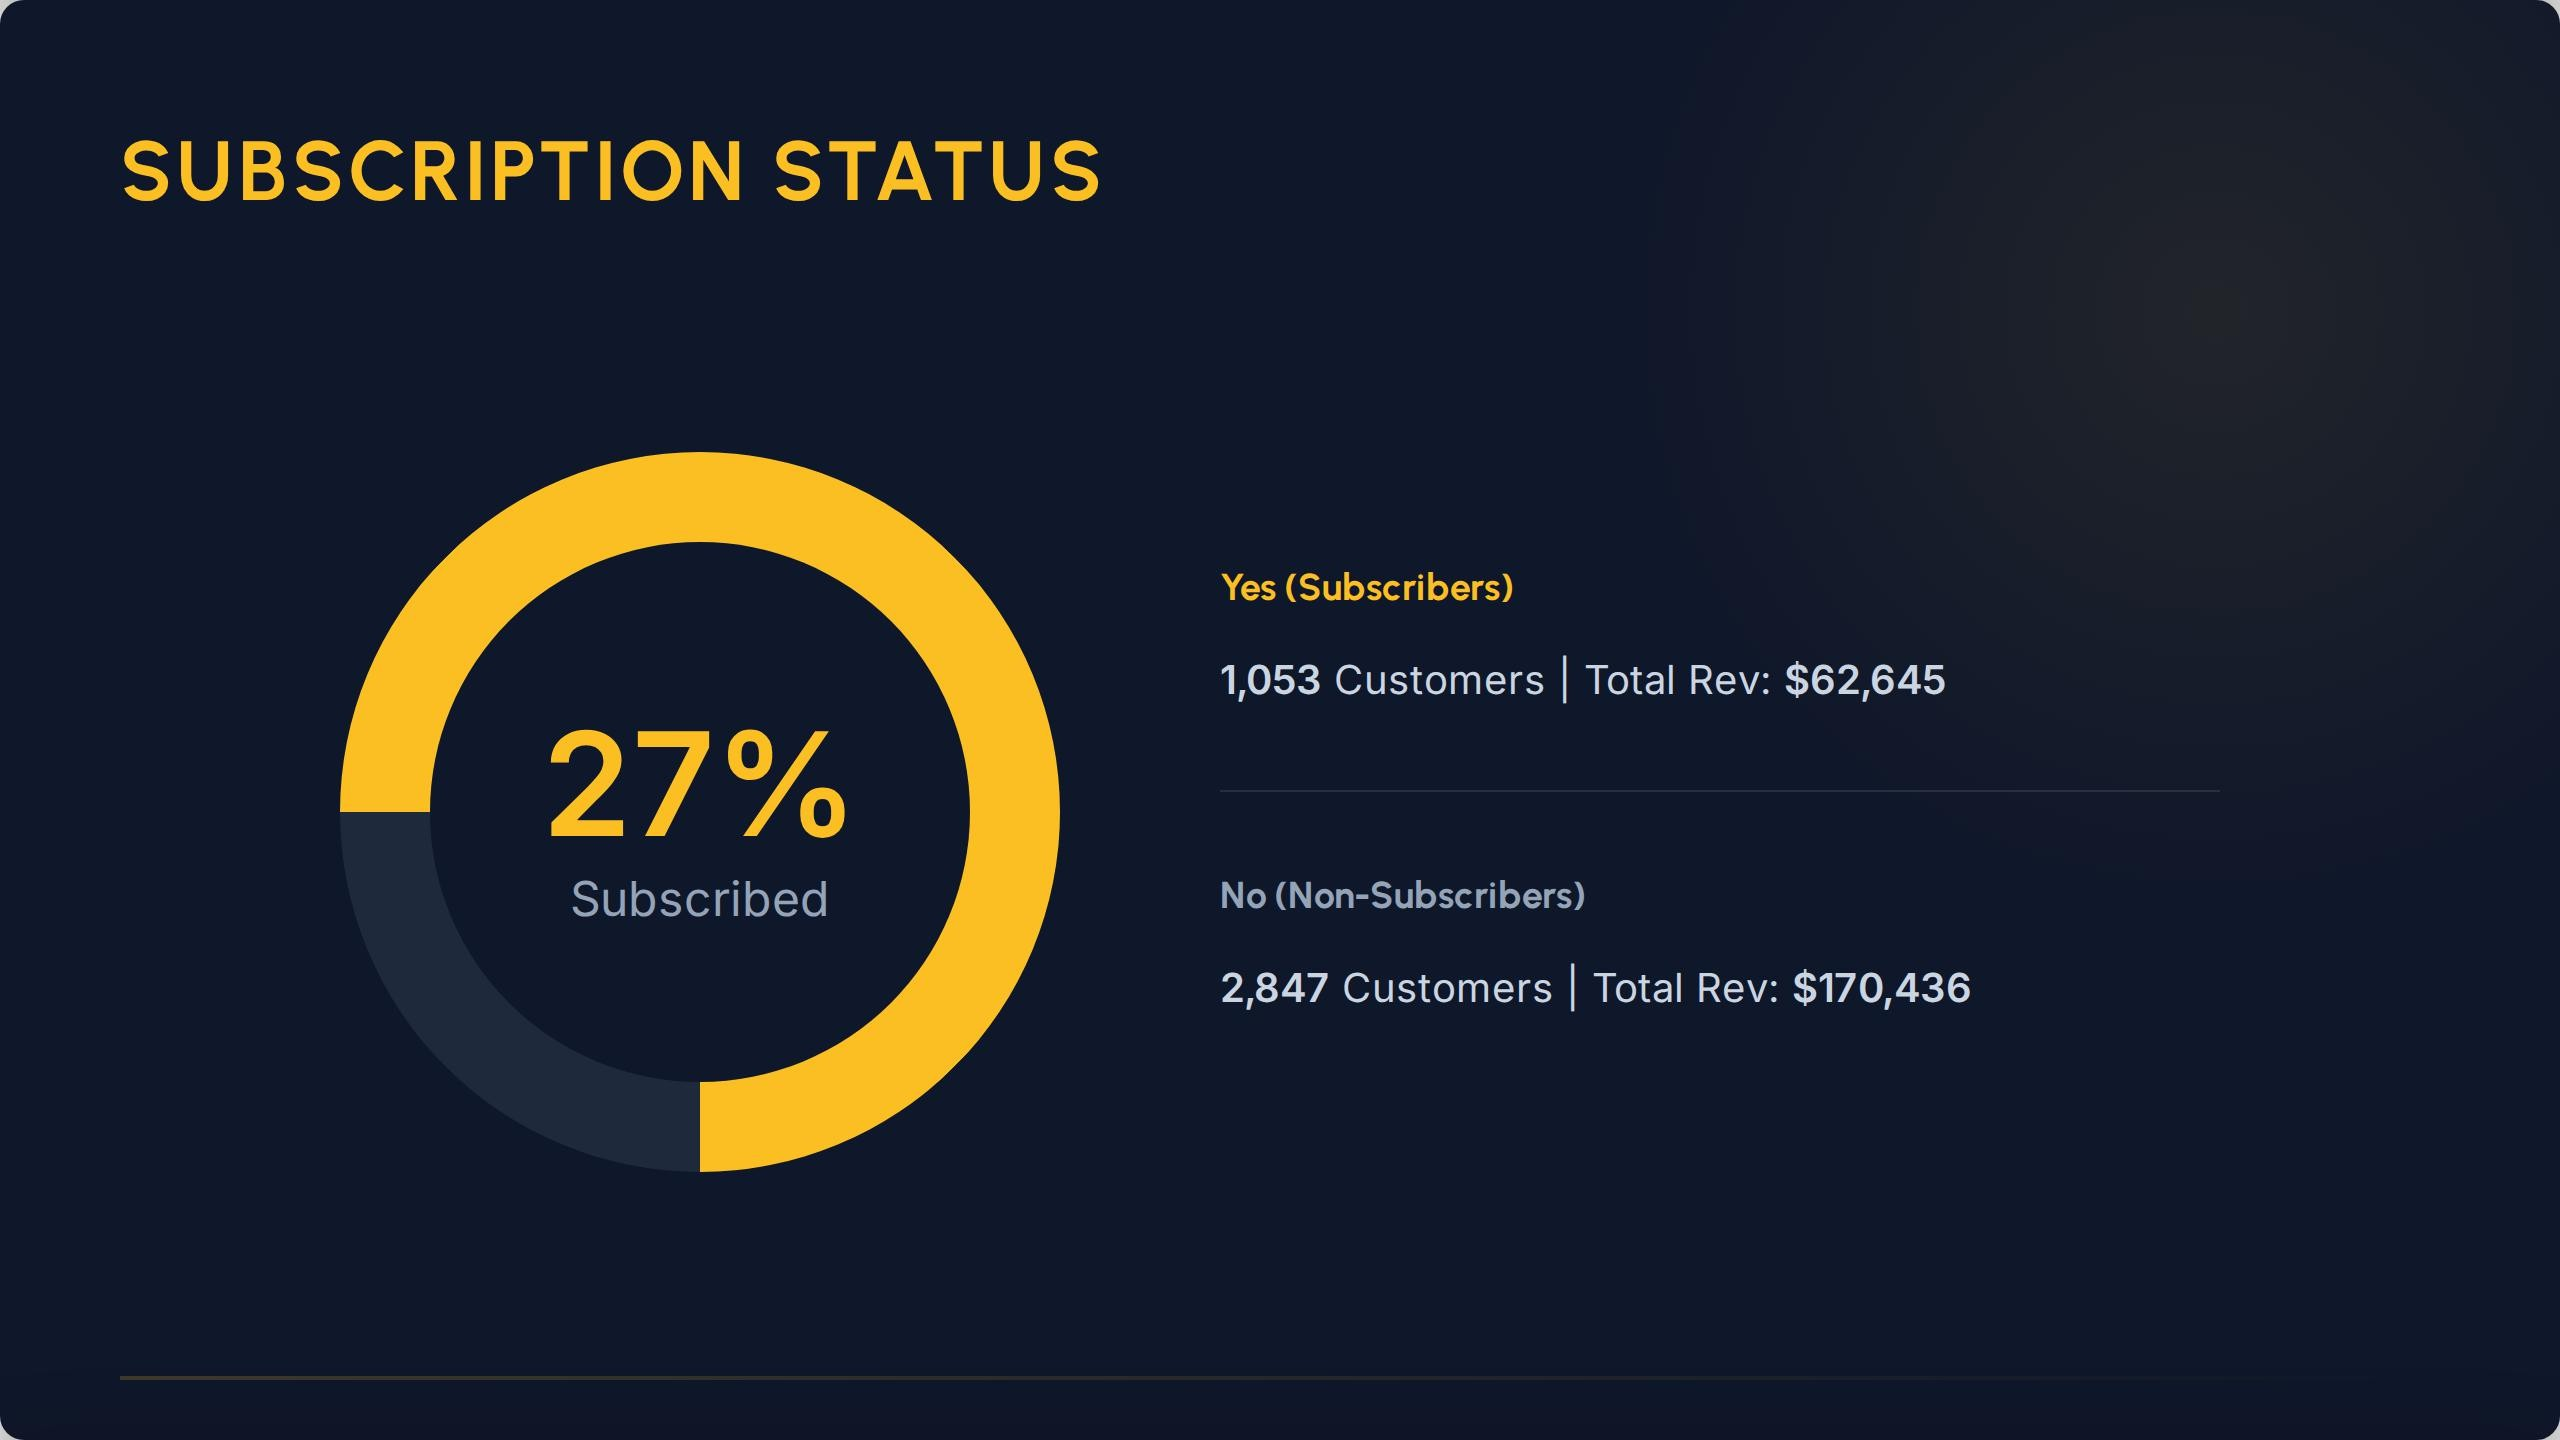 SUBSCRIPTION STATUS
27%
Subscribed
Yes (Subscribers)
1,053 Customers | Total Rev: $62,645
No (Non-Subscribers)
2,847 Customers | Total Rev: $170,436